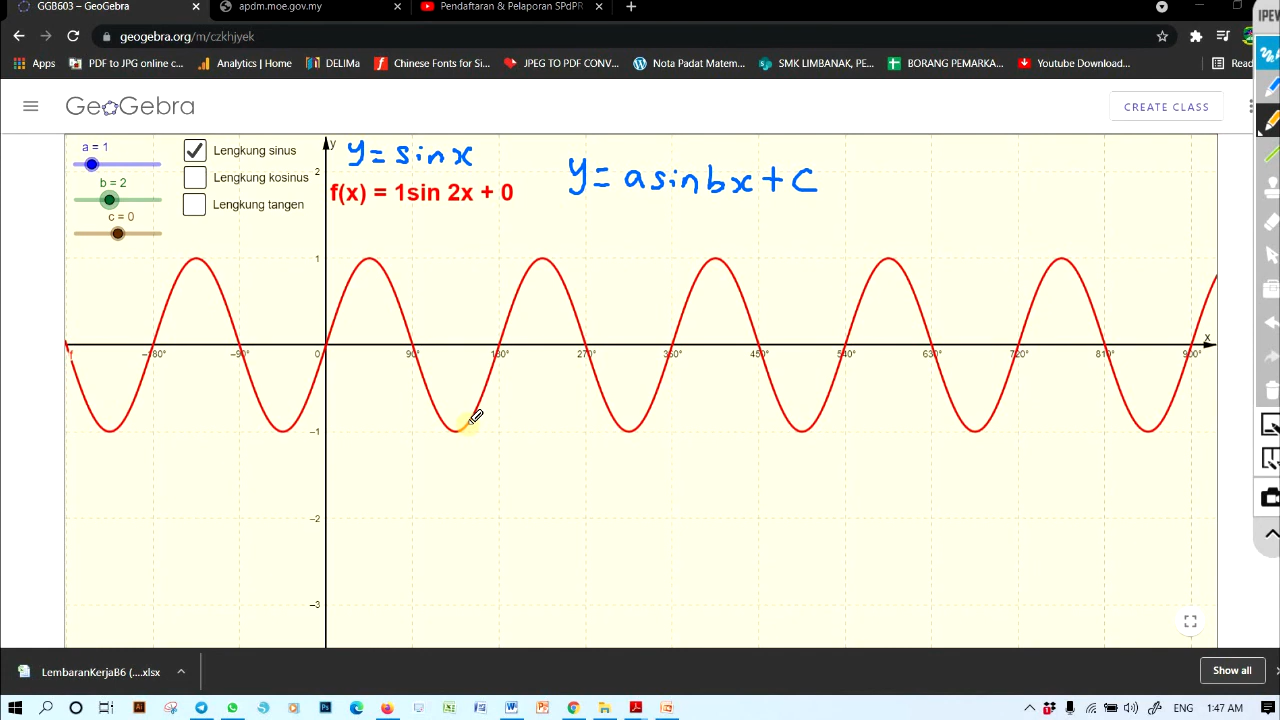 GGB603 – GeoGebra
apdm.moe.gov.my
Pendaftaran & Pelaporan SPdPR
geogebra.org/m/czkhjyek
Apps
PDF to JPG online c...
Analytics | Home
DELIMa
Chinese Fonts for Si...
JPEG TO PDF CONV...
Nota Padat Matem...
SMK LIMBANAK, PE...
BORANG PEMARKA...
Youtube Download...
Read
IPEV
GeoGebra
CREATE CLASS
a = 1
b = 2
c = 0
Lengkung sinus
Lengkung kosinus
Lengkung tangen
y
y = sin x
y = a sin bx + c
f(x) = 1sin 2x + 0
2
1
x
f
–180°
–90°
0
90°
180°
270°
360°
450°
540°
630°
720°
810°
900°
–1
–2
–3
LembaranKerjaB6 (....xlsx
Show all
ENG
1:47 AM